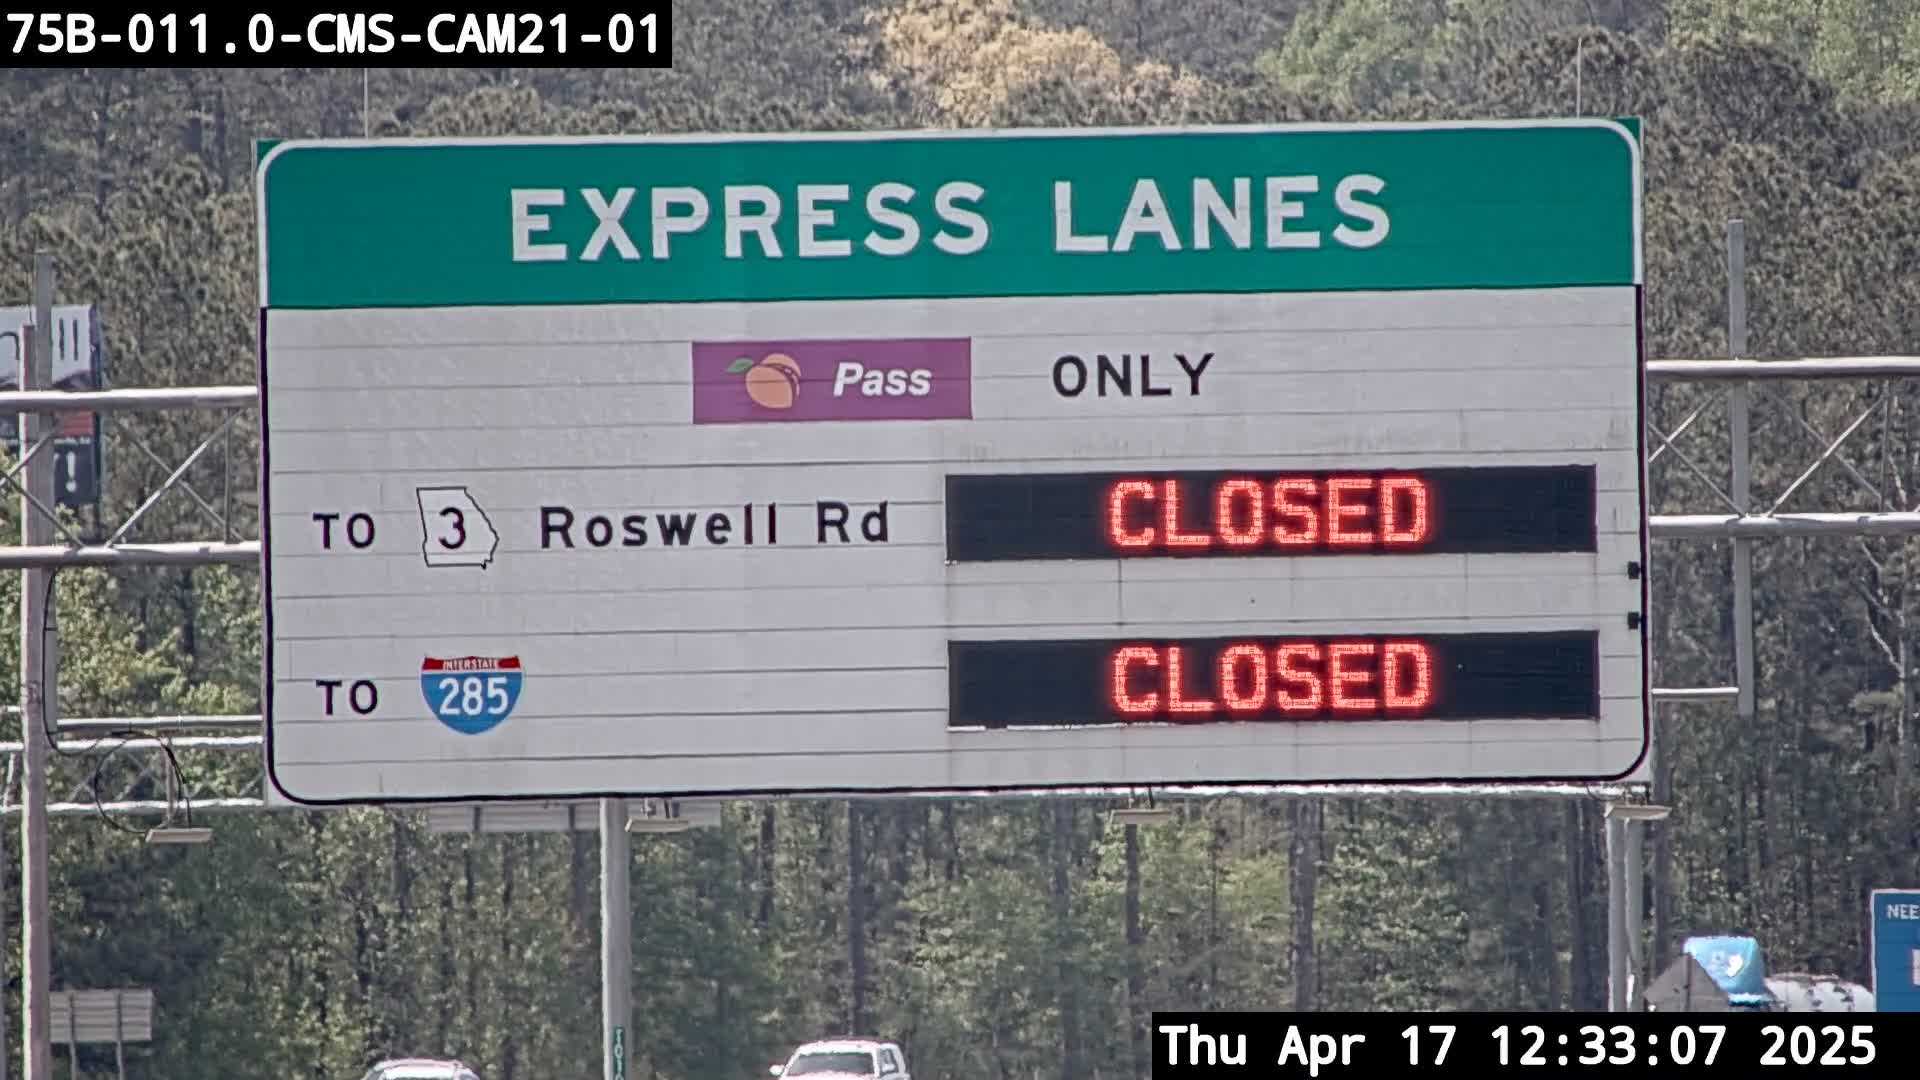 75B-011.0-CMS-CAM21-01
EXPRESS LANES
Pass ONLY
TO 3 Roswell Rd CLOSED
INTERSTATE
TO 285 CLOSED
NEE
Thu Apr 17 12:33:07 2025